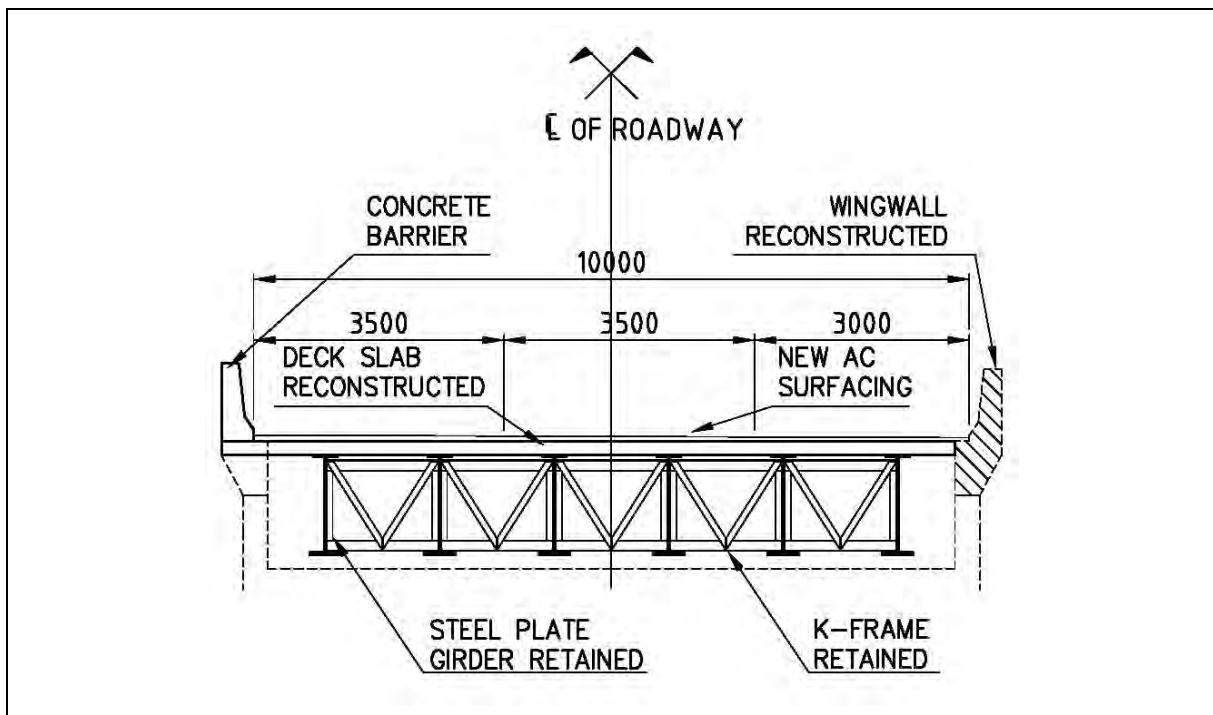 ℄ OF ROADWAY
CONCRETE
BARRIER
WINGWALL
RECONSTRUCTED
10000
3500
3500
3000
DECK SLAB
RECONSTRUCTED
NEW AC
SURFACING
STEEL PLATE
GIRDER RETAINED
K-FRAME
RETAINED